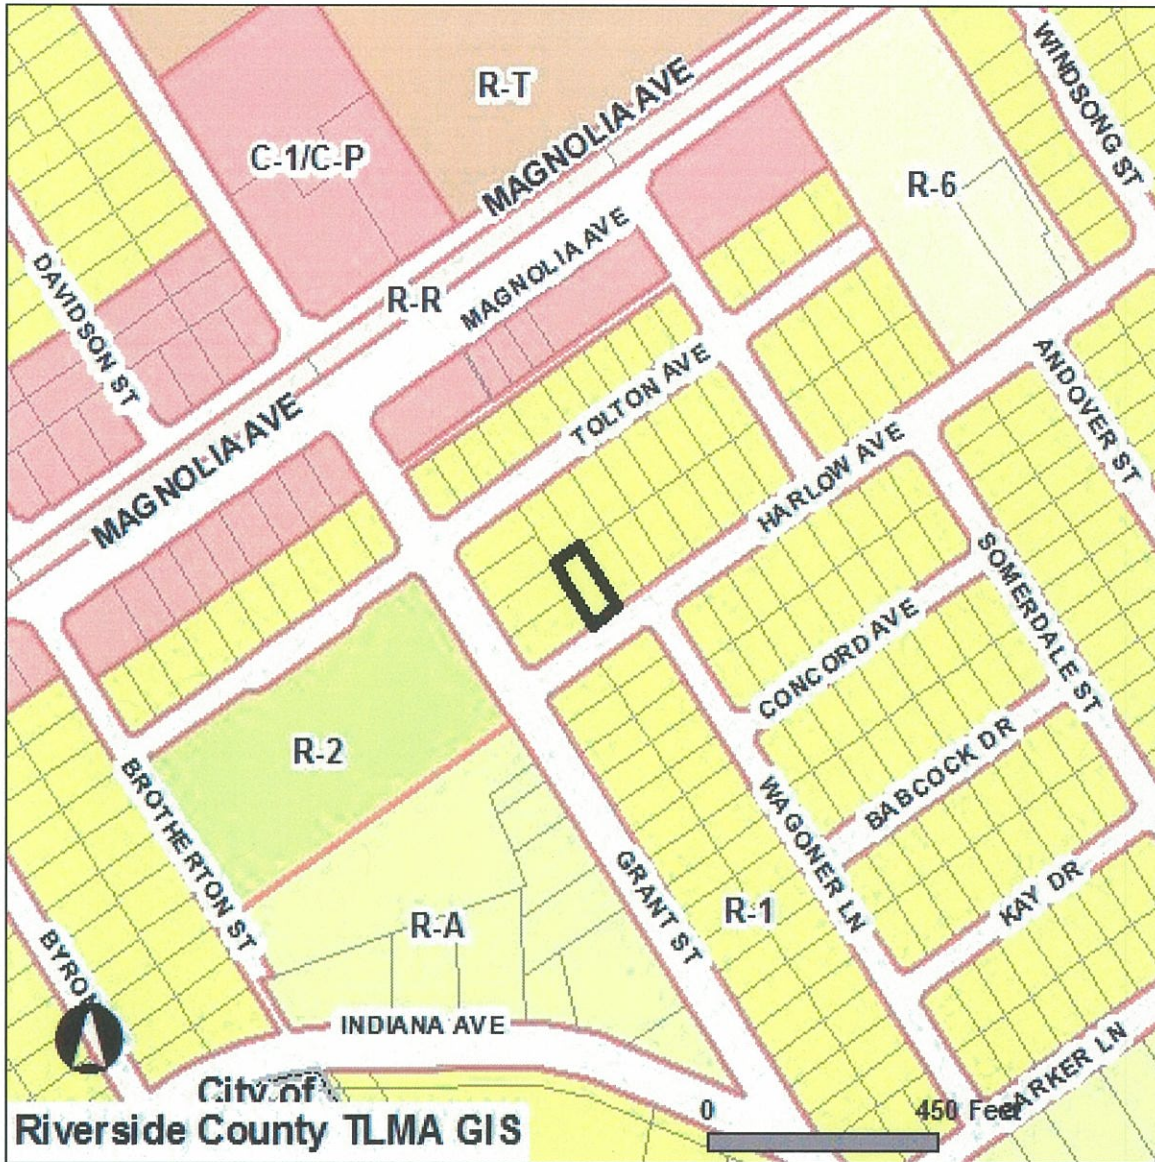 WINDSONG ST
R-T
C-1/C-P
MAGNOLIA AVE
R-6
MAGNOLIA AVE
R-R
DAVIDSON ST
ANDOVER ST
TOLTON AVE
MAGNOLIA AVE
HARLOW AVE
SOMERDALE ST
CONCORD AVE
R-2
BABCOCK DR
BROTHERTON ST
WAGONER LN
GRANT ST
KAY DR
R-A
R-1
BYRON
INDIANA AVE
PARKER LN
City of
Riverside County TLMA GIS
0
450 Feet